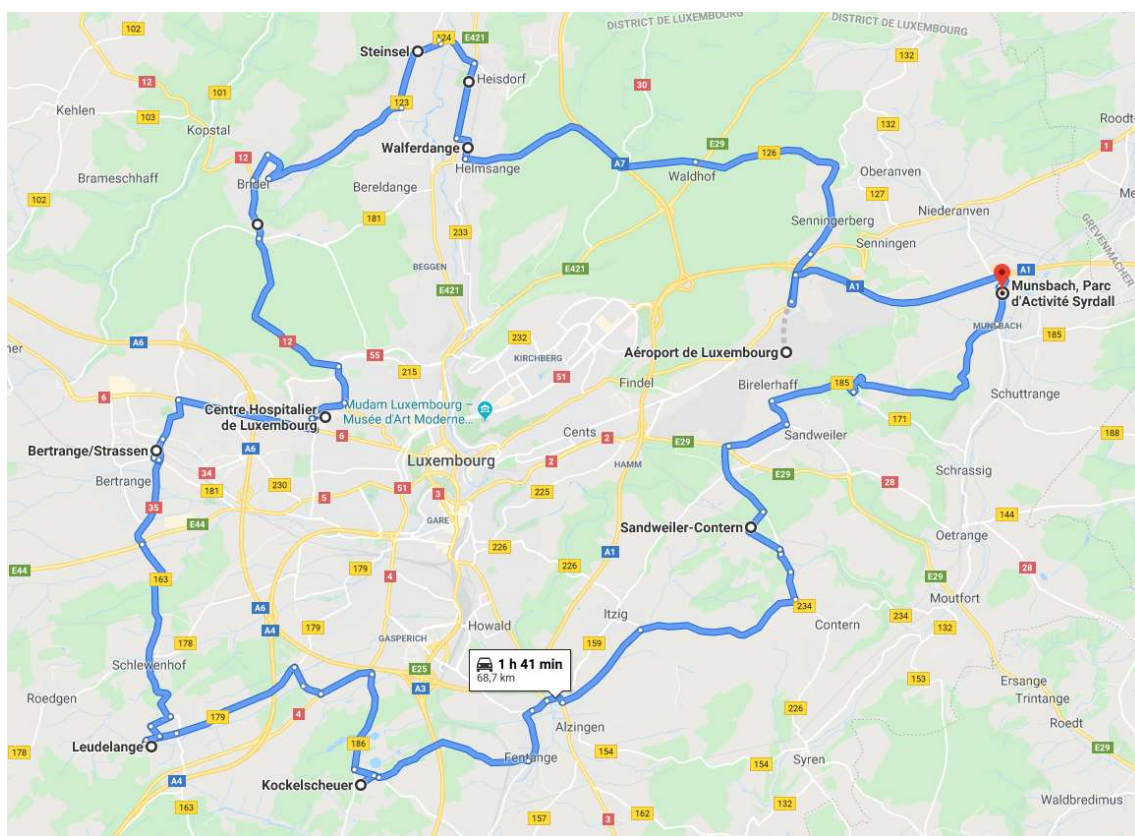 102
DISTRICT DE LUXEMBOURG
DISTRICT DE LUXEMBOURG
Steinsel
124
E421
132
12
Heisdorf
30
101
132
Kehlen
103
123
Kopstal
Roodt-
1
Walferdange
E29
126
12
Helmsange
A7
Waldhof
Oberanven
Brameschhaff
Bridel
Bereldange
127
102
181
Niederanven
Me
Senningerberg
GREVENMACHER
233
Senningen
BEGGEN
A1
E421
A1
Munsbach, Parc
d'Activité Syrdall
E421
MUNSBACH
185
A6
12
232
55
KIRCHBERG
Aéroport de Luxembourg
ner
215
51
Findel
Birelerhaff
185
Schuttrange
6
Centre Hospitalier
de Luxembourg
Mudam Luxembourg –
Musée d'Art Moderne...
171
6
Cents
2
Sandweiler
188
Bertrange/Strassen
A6
E29
Luxembourg
2
HAMM
E29
Schrassig
Bertrange
34
28
181
230
5
51
3
225
35
GARE
Sandweiler-Contern
144
E44
226
Oetrange
E44
179
226
A1
28
163
4
E29
Itzig
Moutfort
A6
234
234
Howald
179
159
Contern
132
A4
GASPERICH
178
Schlewenhof
1 h 41 min
68,7 km
E25
153
Ersange
Roedgen
A3
Trintange
179
4
226
Alzingen
Roedt
178
Leudelange
186
Fentange
154
E29
154
Syren
A4
Kockelscheuer
163
132
157
162
3
Waldbredimus